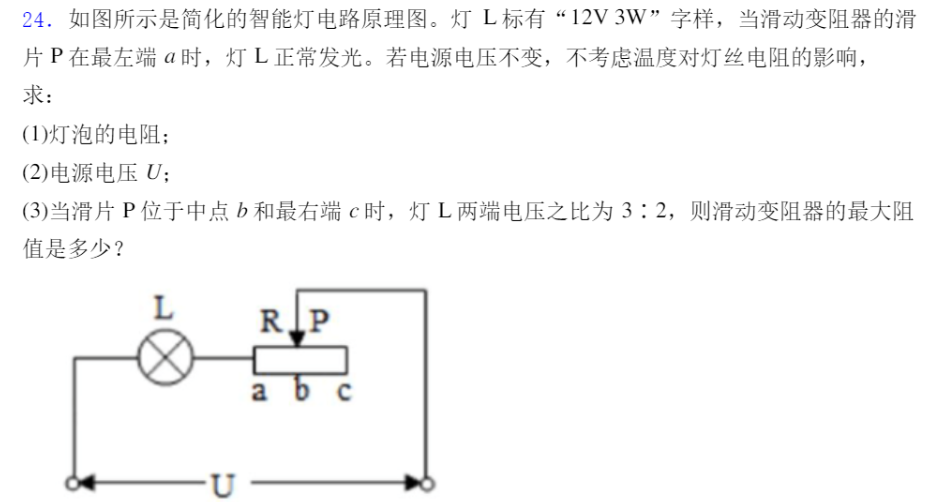 24．如图所示是简化的智能灯电路原理图。灯 L标有“12V 3W”字样，当滑动变阻器的滑
片 P 在最左端 a 时，灯 L 正常发光。若电源电压不变，不考虑温度对灯丝电阻的影响，
求：
(1)灯泡的电阻；
(2)电源电压 U；
(3)当滑片 P 位于中点 b 和最右端 c 时，灯 L 两端电压之比为 3∶2，则滑动变阻器的最大阻
值是多少？
L
R P
a b c
U